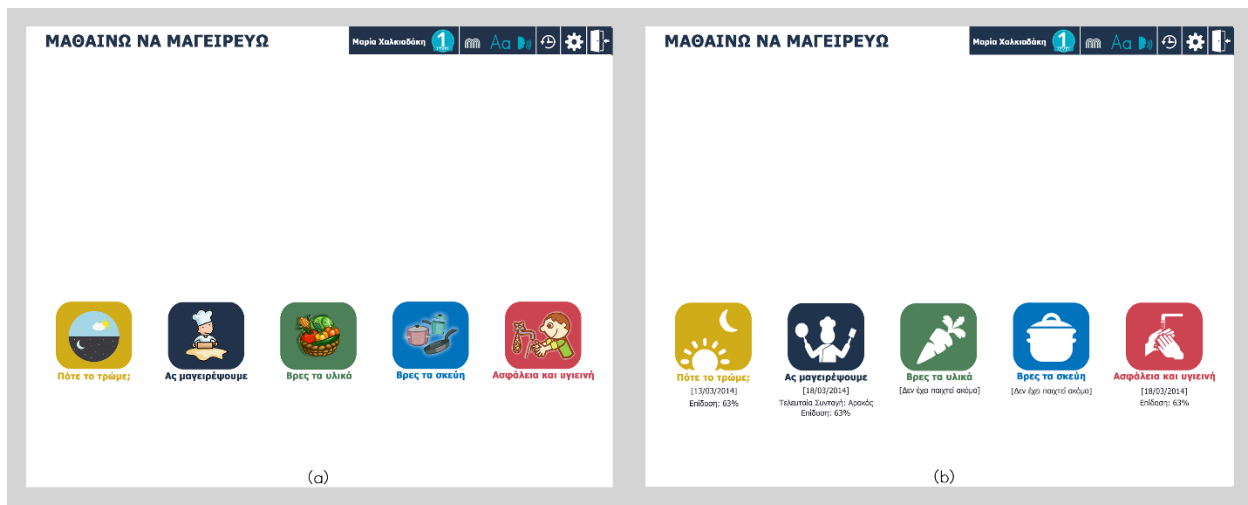 ΜΑΘΑΙΝΩ ΝΑ ΜΑΓΕΙΡΕΥΩ
Μαρία Χαλκιαδάκη 1 Aa
Πότε το τρώμε;
Ας μαγειρέψουμε
Βρες τα υλικά
Βρες τα σκεύη
Ασφάλεια και υγιεινή
(a)
ΜΑΘΑΙΝΩ ΝΑ ΜΑΓΕΙΡΕΥΩ
Μαρία Χαλκιαδάκη 1 Aa
Πότε το τρώμε;
[13/03/2014]
Επίδοση: 63%
Ας μαγειρέψουμε
[18/03/2014]
Τελευταία Συνταγή: Αρακάς
Επίδοση: 63%
Βρες τα υλικά
[Δεν έχει παιχτεί ακόμα]
Βρες τα σκεύη
[Δεν έχει παιχτεί ακόμα]
Ασφάλεια και υγιεινή
[18/03/2014]
Επίδοση: 63%
(b)